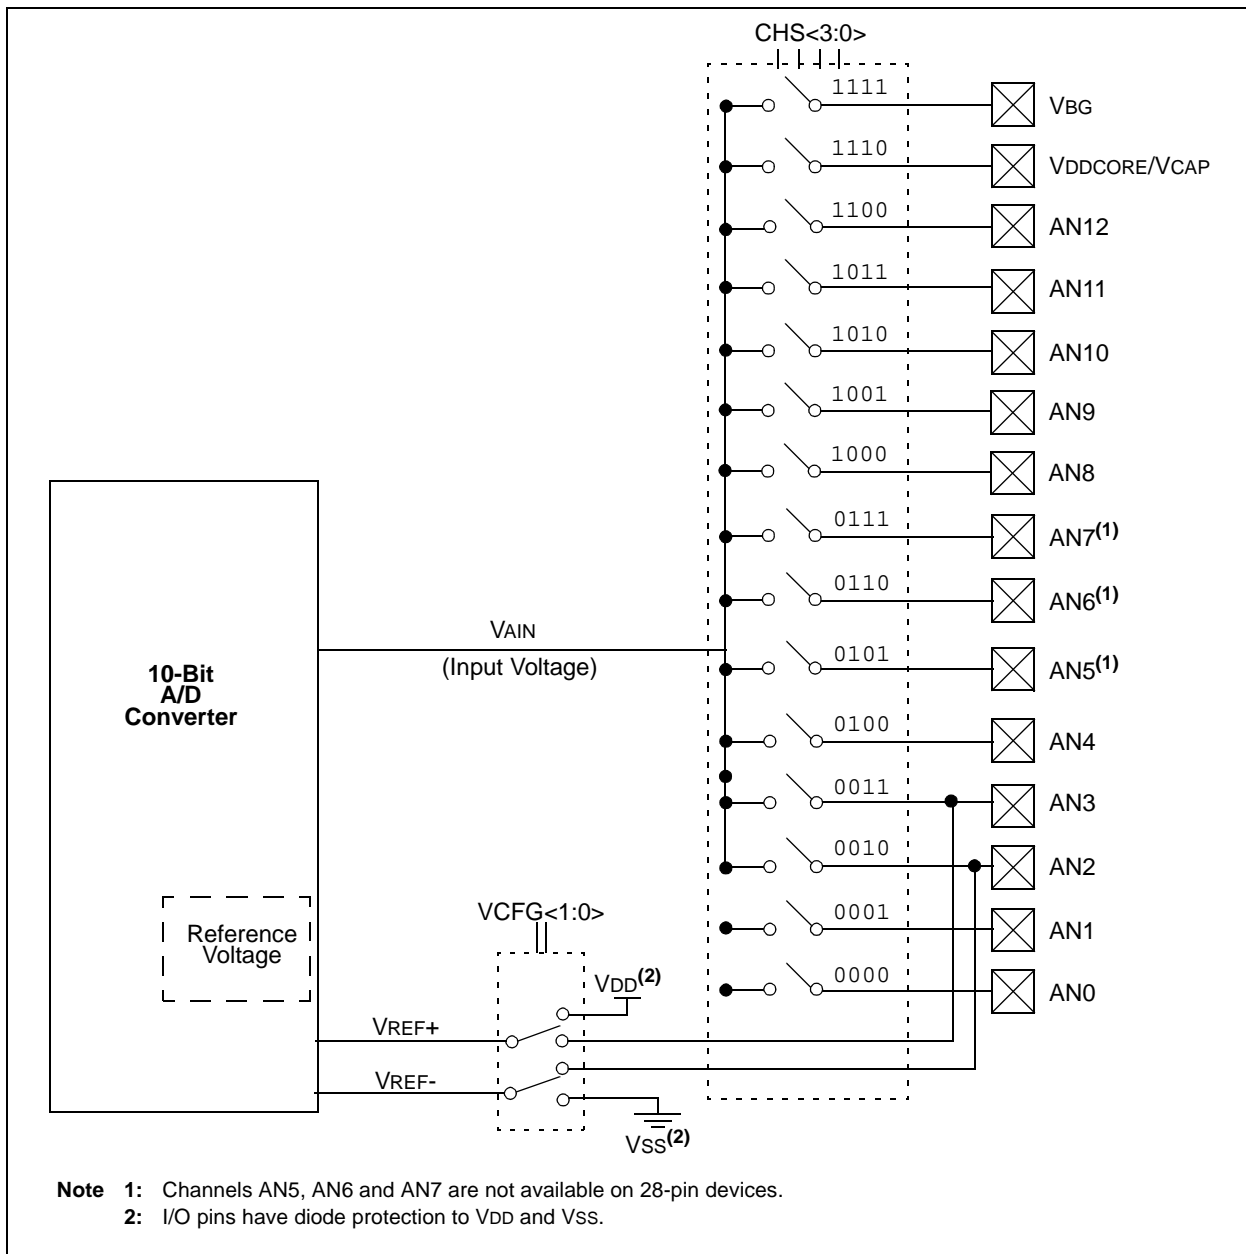 CHS<3:0>
1111
VBG
1110
VDDCORE/VCAP
1100
AN12
1011
AN11
1010
AN10
1001
AN9
1000
AN8
0111
AN7(1)
0110
AN6(1)
VAIN
(Input Voltage)
0101
AN5(1)
10-Bit
A/D
Converter
0100
AN4
0011
AN3
0010
AN2
VCFG<1:0>
0001
AN1
Reference
Voltage
0000
AN0
VDD(2)
VREF+
VREF-
VSS(2)
Note 1: Channels AN5, AN6 and AN7 are not available on 28-pin devices.
2: I/O pins have diode protection to VDD and VSS.